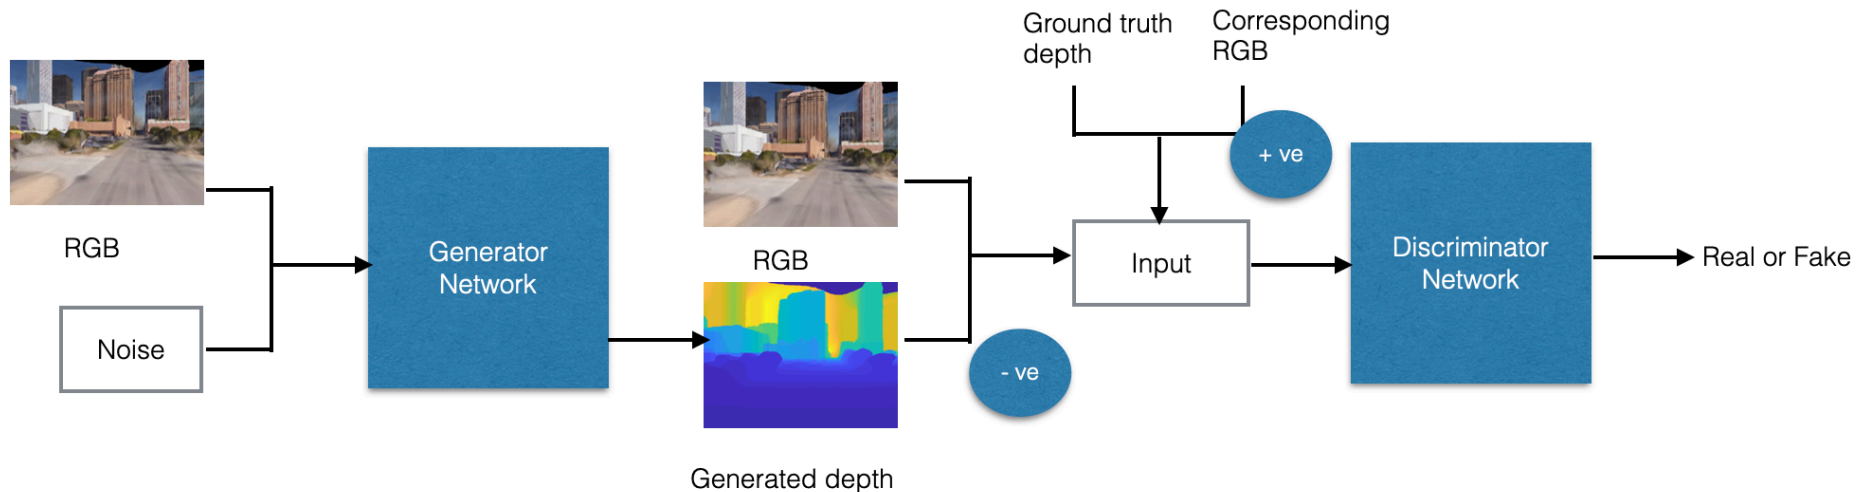 RGB
Noise
Generator
Network
RGB
Generated depth
- ve
Ground truth
depth
Corresponding
RGB
+ ve
Input
Discriminator
Network
Real or Fake